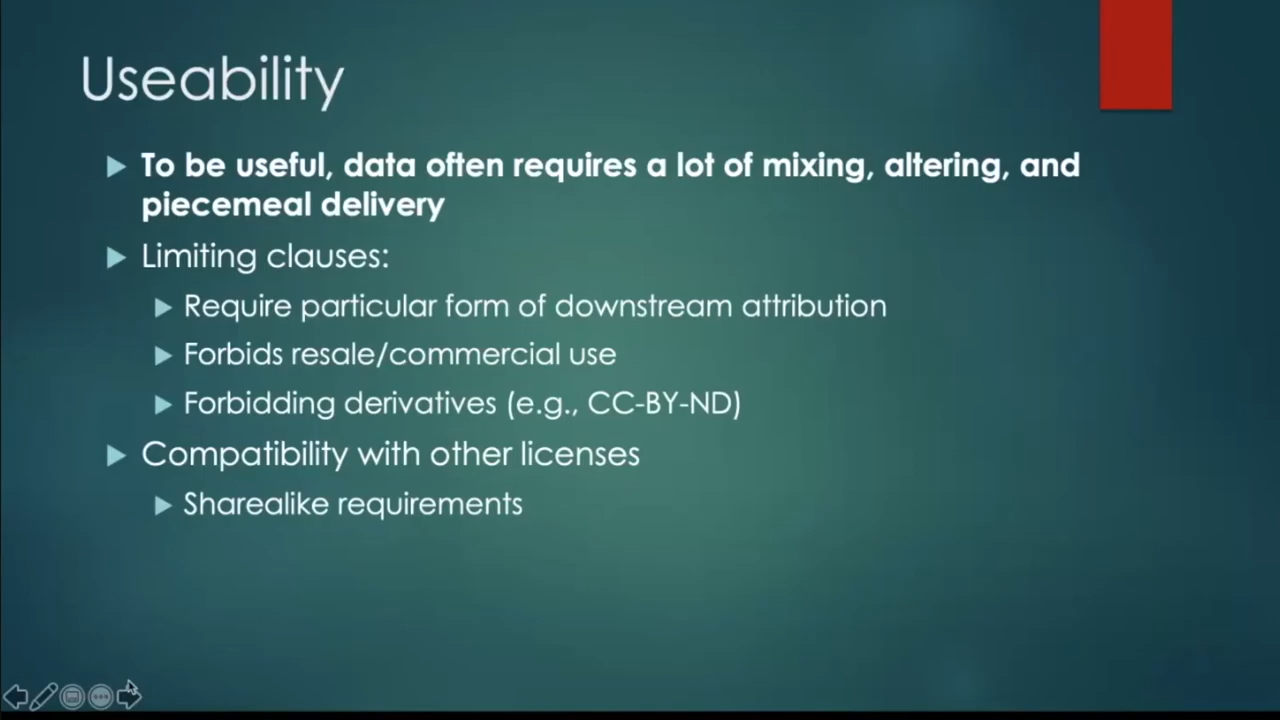 Useability
To be useful, data often requires a lot of mixing, altering, and
piecemeal delivery
Limiting clauses:
Require particular form of downstream attribution
Forbids resale/commercial use
Forbidding derivatives (e.g., CC-BY-ND)
Compatibility with other licenses
Sharealike requirements